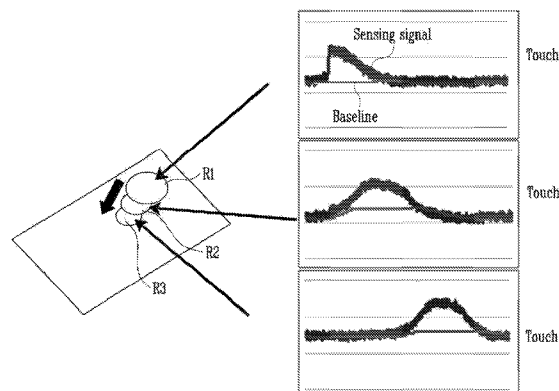 Sensing signal
Touch
Baseline
R1
Touch
R2
R3
Touch